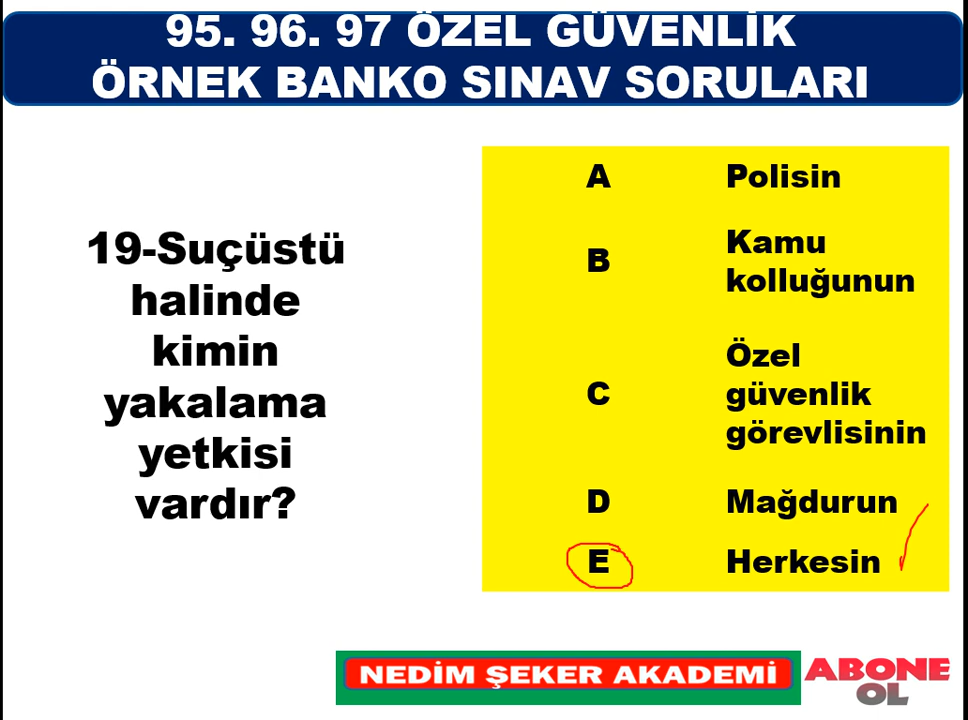 95. 96. 97 ÖZEL GÜVENLİK
ÖRNEK BANKO SINAV SORULARI
19-Suçüstü
halinde
kimin
yakalama
yetkisi
vardır?
A Polisin
B Kamu
kolluğunun
C Özel
güvenlik
görevlisinin
D Mağdurun
E Herkesin
NEDİM ŞEKER AKADEMİ
ABONE
OL